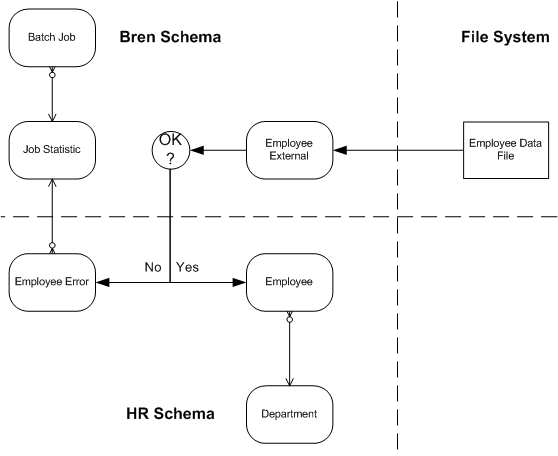 Batch Job
Bren Schema
File System
Job Statistic
OK
?
Employee
External
Employee Data
File
No
Yes
Employee Error
Employee
HR Schema
Department